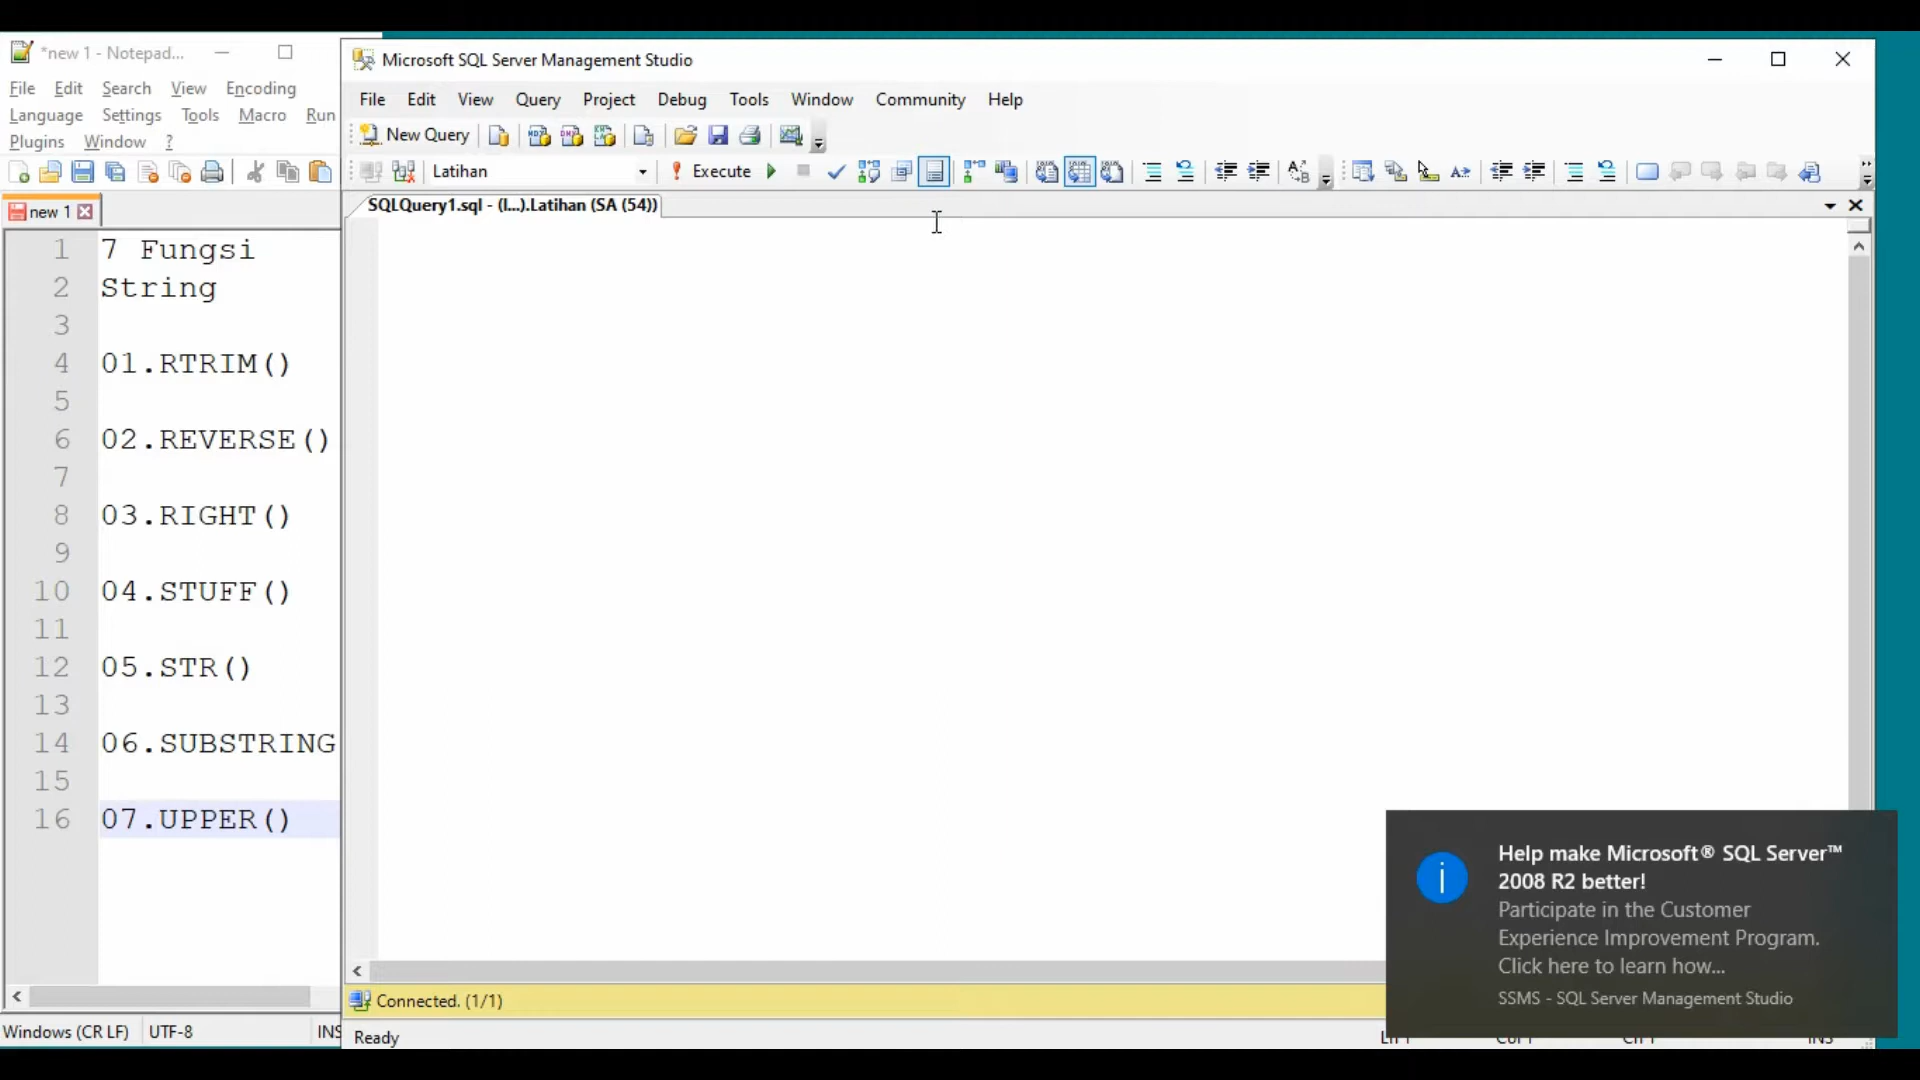 *new 1 - Notepad...
File Edit Search View Encoding
Language Settings Tools Macro Run
Plugins Window ?
new 1
1 7 Fungsi
2 String
3
4 01.RTRIM()
5
6 02.REVERSE()
7
8 03.RIGHT()
9
10 04.STUFF()
11
12 05.STR()
13
14 06.SUBSTRING
15
16 07.UPPER()
Windows (CR LF) UTF-8 INS
Microsoft SQL Server Management Studio
File Edit View Query Project Debug Tools Window Community Help
New Query
Latihan Execute
SQLQuery1.sql - (l...).Latihan (SA (54))
Connected. (1/1)
Ready
Help make Microsoft® SQL Server™
2008 R2 better!
Participate in the Customer
Experience Improvement Program.
Click here to learn how...
SSMS - SQL Server Management Studio